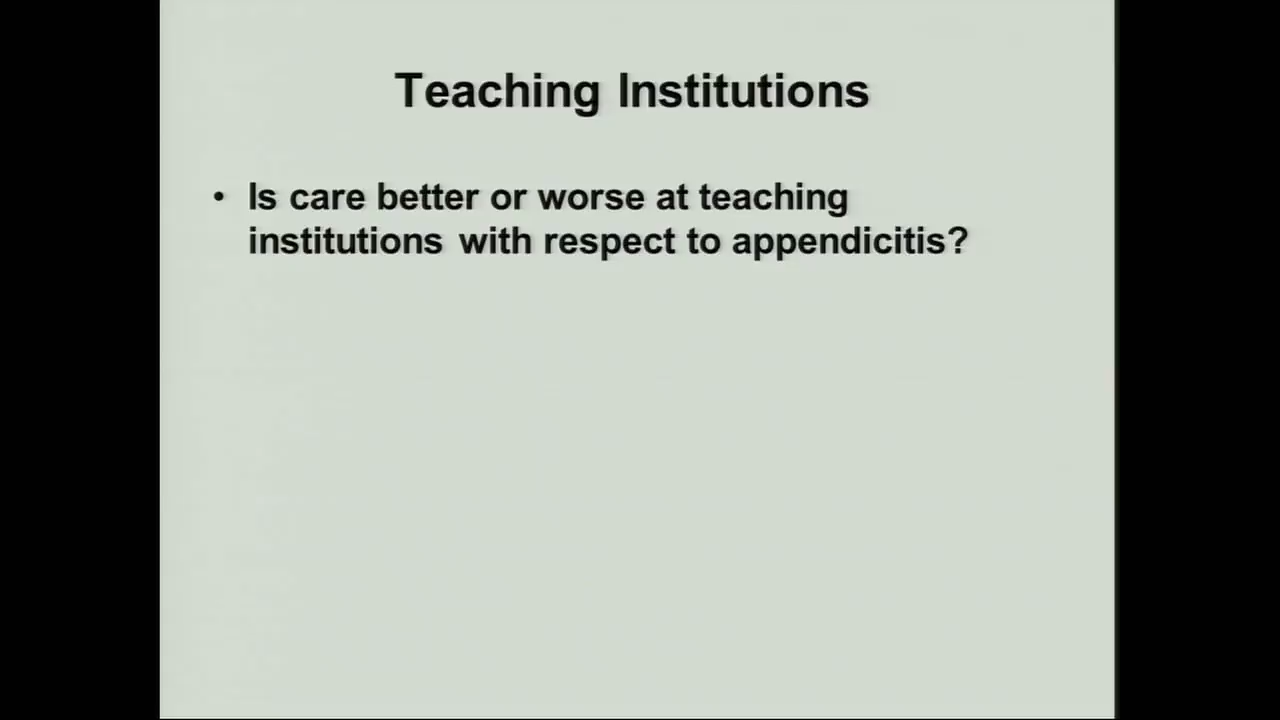 Teaching Institutions
• Is care better or worse at teaching
institutions with respect to appendicitis?